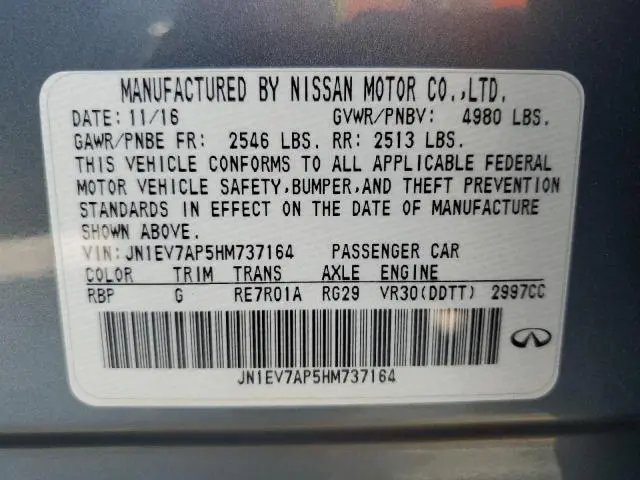 MANUFACTURED BY NISSAN MOTOR CO.,LTD.
DATE: 11/16 GVWR/PNBV: 4980 LBS.
GAWR/PNBE FR: 2546 LBS. RR: 2513 LBS.
THIS VEHICLE CONFORMS TO ALL APPLICABLE FEDERAL
MOTOR VEHICLE SAFETY,BUMPER,AND THEFT PREVENTION
STANDARDS IN EFFECT ON THE DATE OF MANUFACTURE
SHOWN ABOVE.
VIN:JN1EV7AP5HM737164 PASSENGER CAR
COLOR TRIM TRANS AXLE ENGINE
RBP G RE7R01A RG29 VR30(DDTT) 2997CC
JN1EV7AP5HM737164